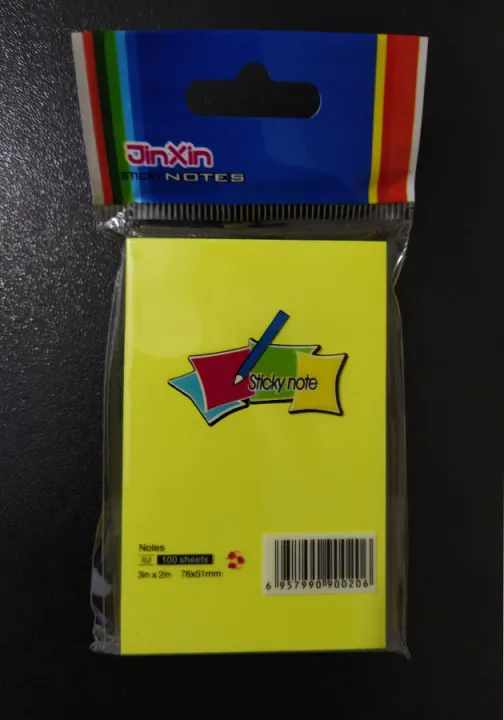 JinXin
STICKY NOTES
Sticky note
Notes
100 sheets
3in x 2in 76x51mm
6 957990 900206